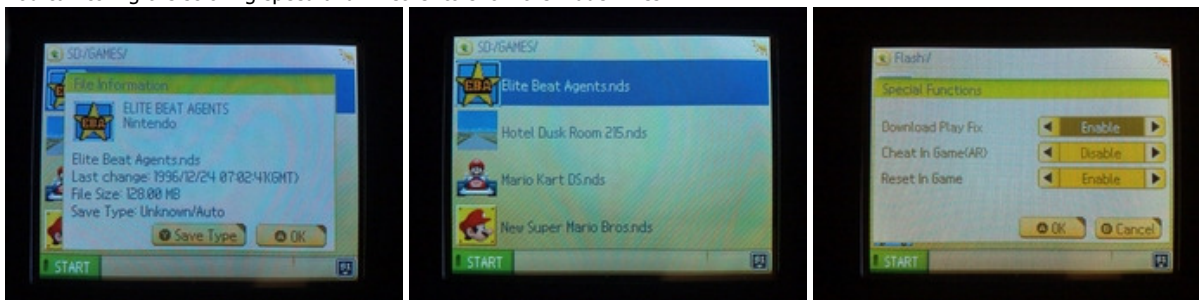 SD:/GAMES/
File Information
EBA
ELITE BEAT AGENTS
Nintendo
Elite Beat Agents.nds
Last change: 1996/12/24 07:02:41(GMT)
File Size: 128.00 MB
Save Type: Unknown/Auto
Y Save Type
A OK
START
SD:/GAMES/
EBA
Elite Beat Agents.nds
Hotel Dusk Room 215.nds
Mario Kart DS.nds
New Super Mario Bros.nds
START
Flash:/
Special Functions
Download Play Fix
Enable
Cheat In Game(AR)
Disable
Reset In Game
Enable
A OK
B Cancel
START